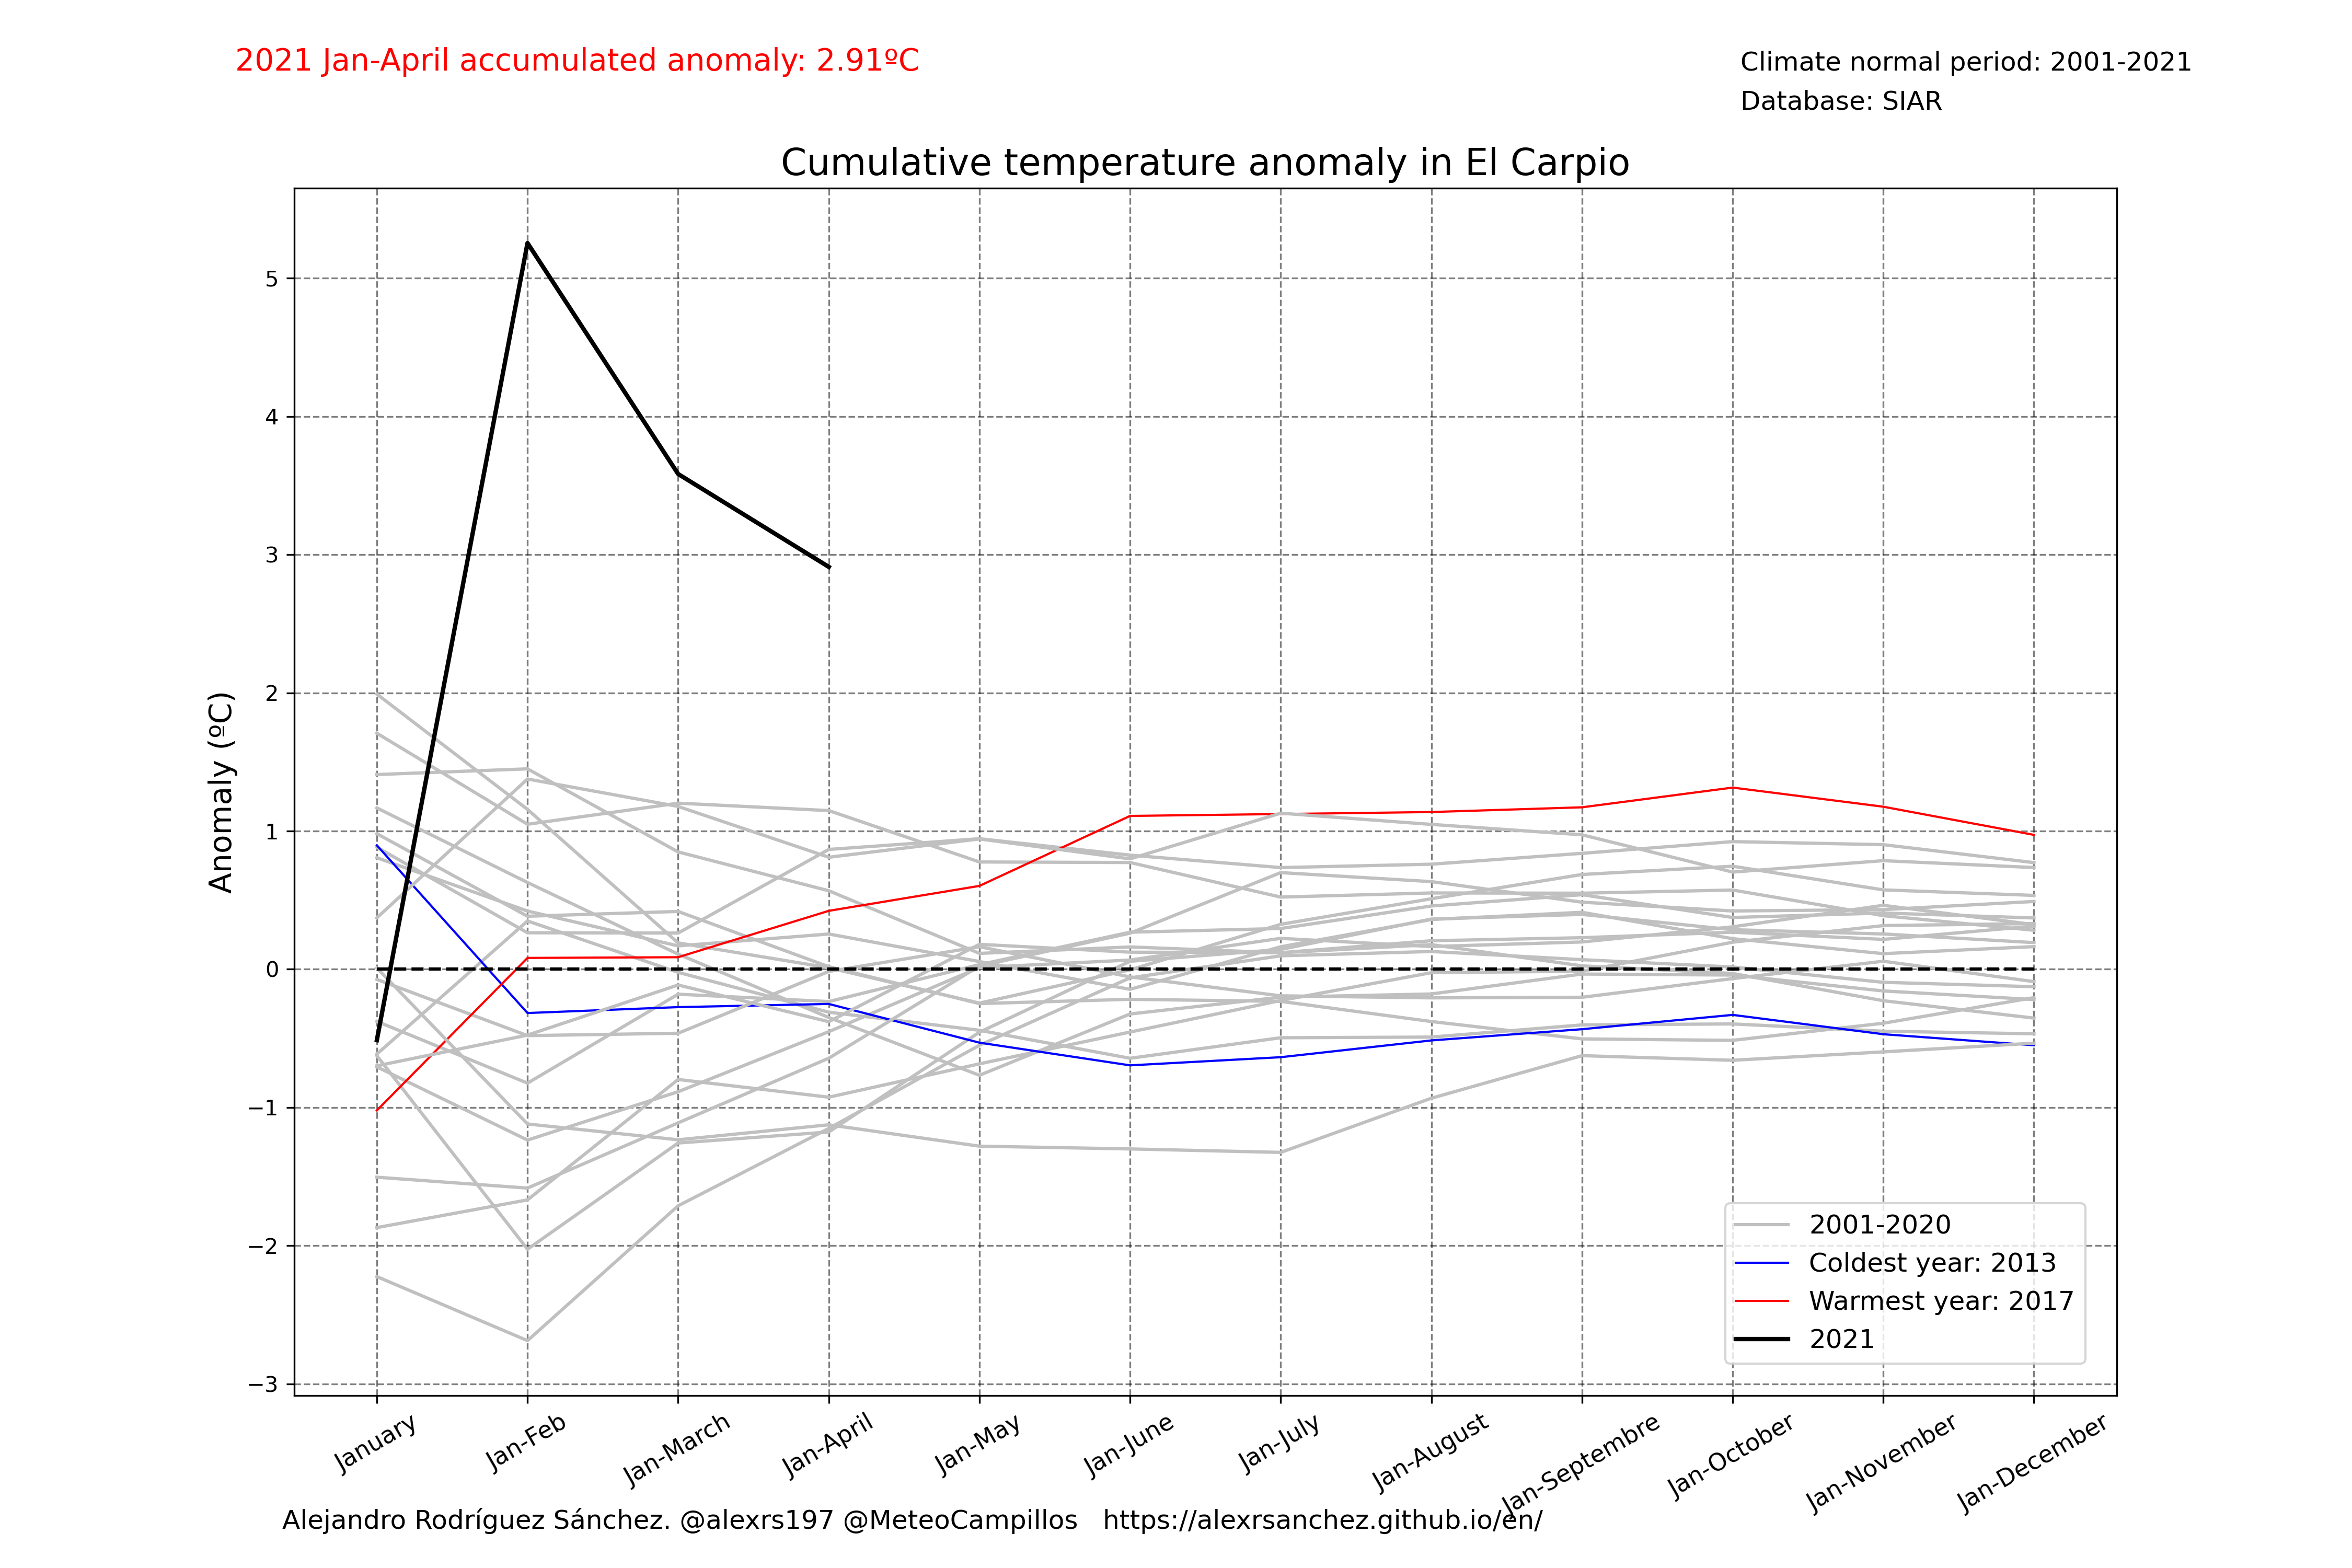 2021 Jan-April accumulated anomaly: 2.91ºC
Climate normal period: 2001-2021
Database: SIAR
Cumulative temperature anomaly in El Carpio
Anomaly (ºC)
5
4
3
2
1
0
−1
−2
−3
2001-2020
Coldest year: 2013
Warmest year: 2017
2021
January
Jan-Feb
Jan-March
Jan-April
Jan-May
Jan-June
Jan-July
Jan-August
Jan-Septembre
Jan-October
Jan-November
Jan-December
Alejandro Rodríguez Sánchez. @alexrs197 @MeteoCampillos https://alexrsanchez.github.io/en/